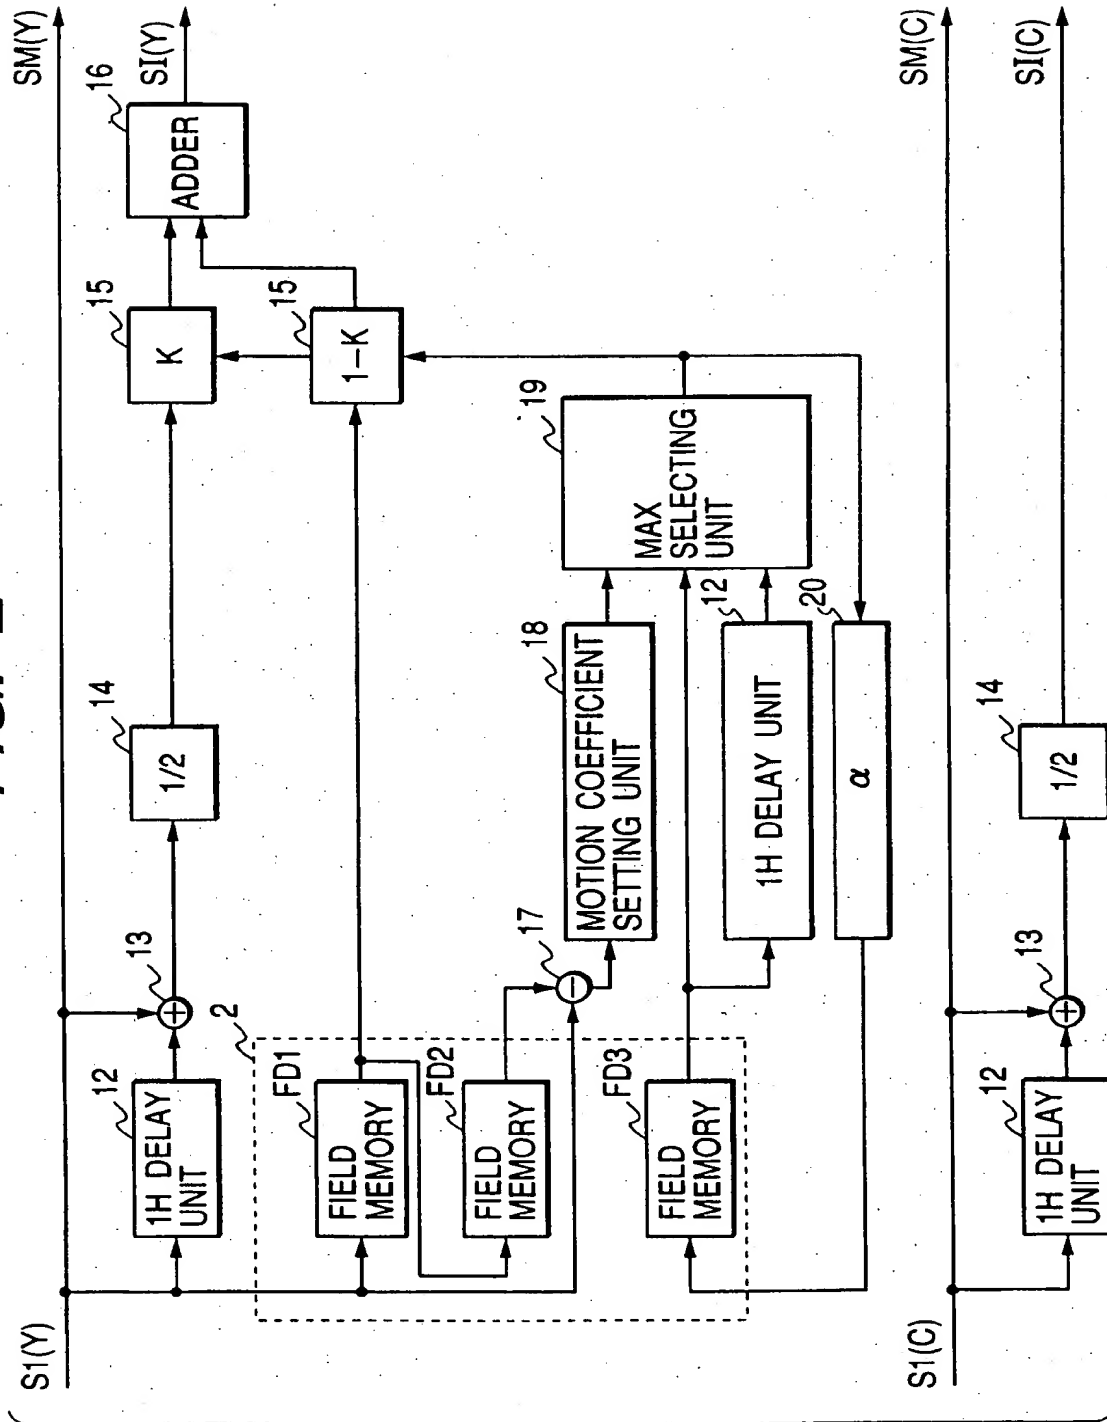 S1(Y)
SM(Y)
12
1H DELAY
UNIT
13
14
1/2
15
K
16
ADDER
SI(Y)
2
FD1
FIELD
MEMORY
15
1-K
FD2
FIELD
MEMORY
17
18
MOTION COEFFICIENT
SETTING UNIT
19
MAX
SELECTING
UNIT
FD3
FIELD
MEMORY
12
1H DELAY UNIT
20
α
S1(C)
SM(C)
12
1H DELAY
UNIT
13
14
1/2
SI(C)